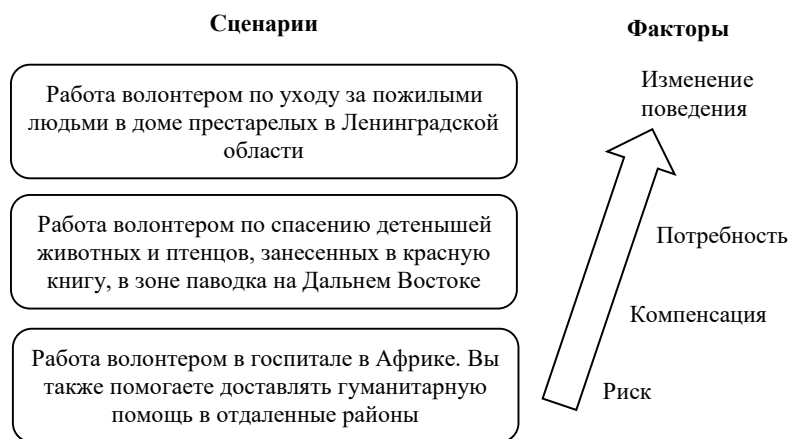 Сценарии
Работа волонтером по уходу за пожилыми
людьми в доме престарелых в Ленинградской
области
Работа волонтером по спасению детенышей
животных и птенцов, занесенных в красную
книгу, в зоне паводка на Дальнем Востоке
Работа волонтером в госпитале в Африке. Вы
также помогаете доставлять гуманитарную
помощь в отдаленные районы
Факторы
Изменение
поведения
Потребность
Компенсация
Риск